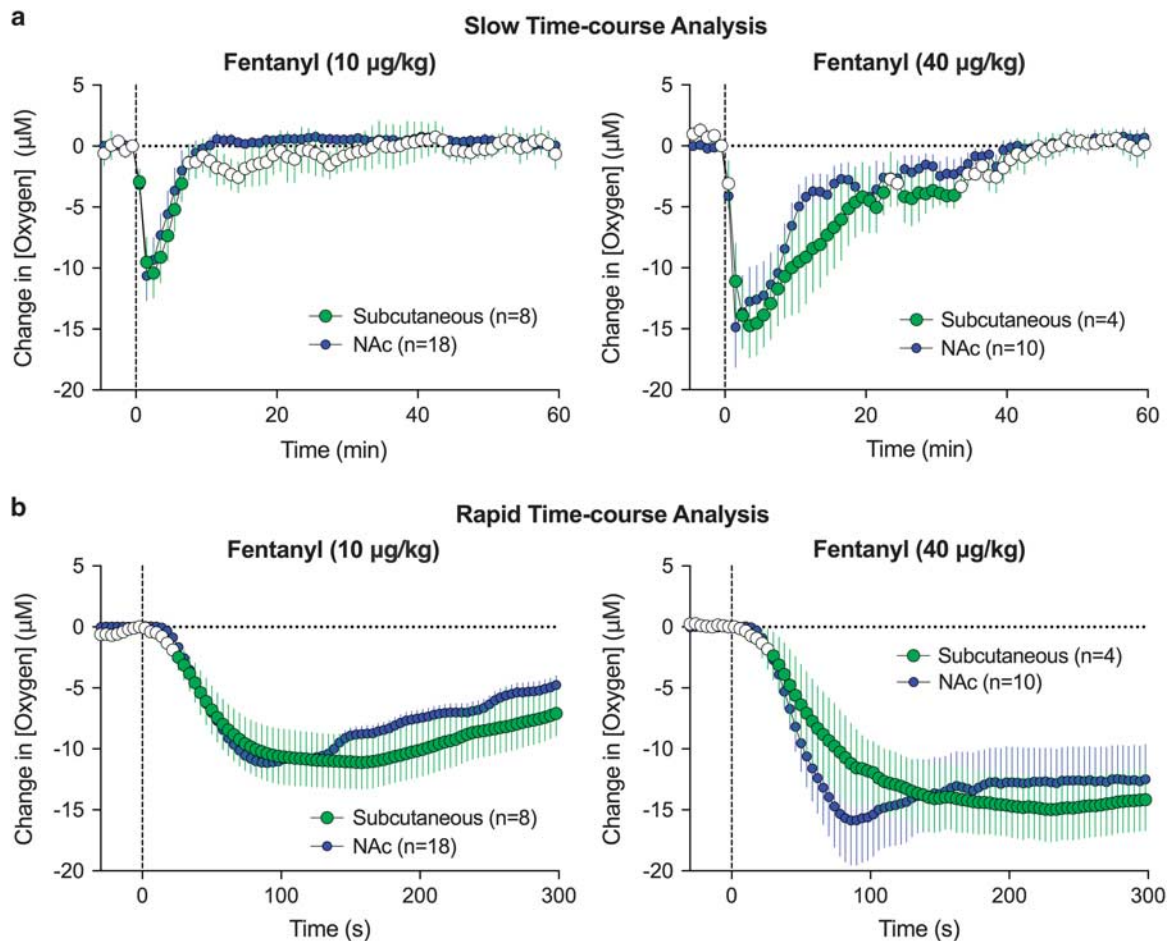 a
Slow Time-course Analysis
Fentanyl (10 µg/kg)
Fentanyl (40 µg/kg)
Change in [Oxygen] (µM)
5
0
-5
-10
-15
-20
Subcutaneous (n=8)
NAc (n=18)
0
20
40
60
Time (min)
Change in [Oxygen] (µM)
5
0
-5
-10
-15
-20
Subcutaneous (n=4)
NAc (n=10)
0
20
40
60
Time (min)
b
Rapid Time-course Analysis
Fentanyl (10 µg/kg)
Fentanyl (40 µg/kg)
Change in [Oxygen] (µM)
5
0
-5
-10
-15
-20
Subcutaneous (n=8)
NAc (n=18)
0
100
200
300
Time (s)
Change in [Oxygen] (µM)
5
0
-5
-10
-15
-20
Subcutaneous (n=4)
NAc (n=10)
0
100
200
300
Time (s)